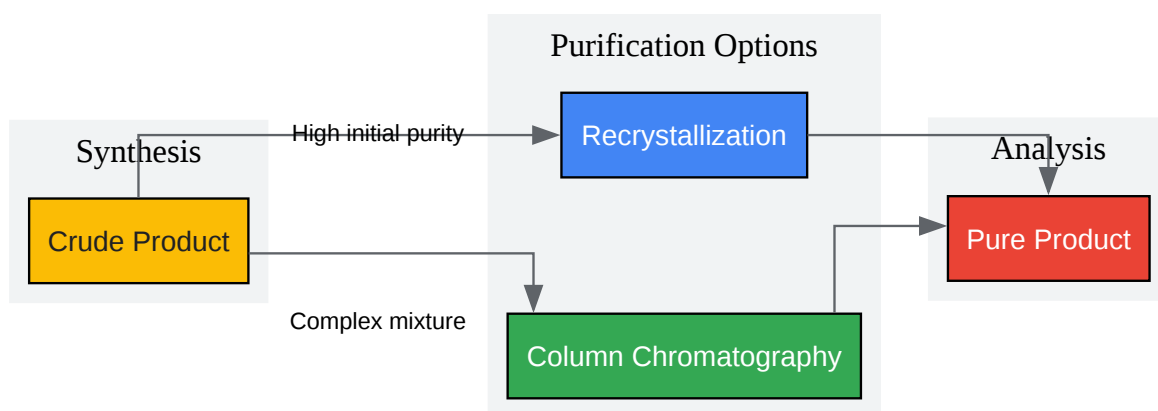 Purification Options
High initial purity
Recrystallization
Synthesis
Analysis
Crude Product
Pure Product
Complex mixture
Column Chromatography